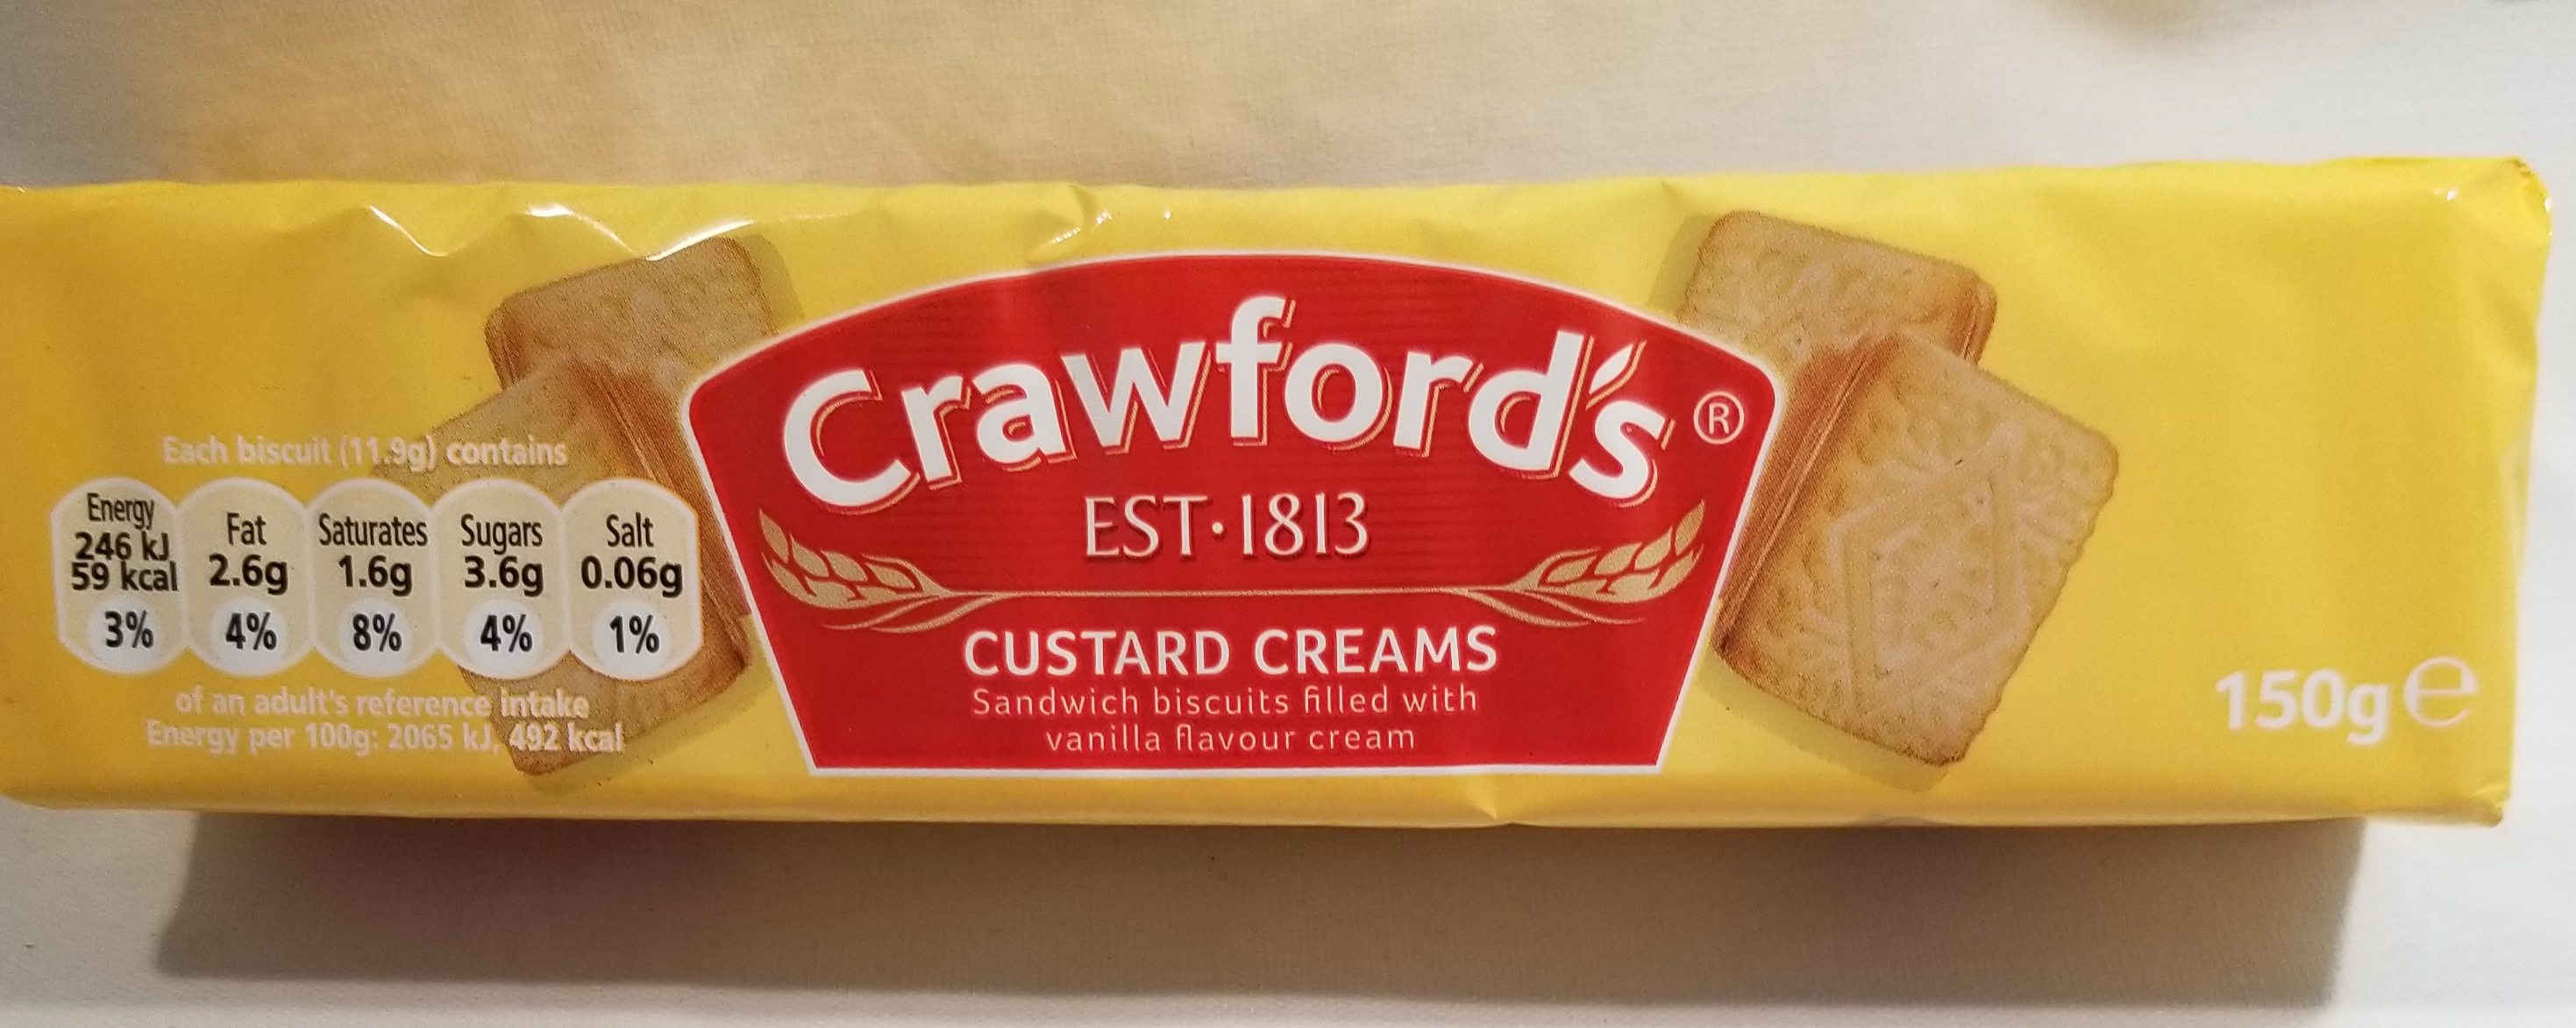 Each biscuit (11.9g) contains
Energy Fat Saturates Sugars Salt
246 kJ
59 kcal 2.6g 1.6g 3.6g 0.06g
3% 4% 8% 4% 1%
of an adult's reference intake
Energy per 100g: 2065 kJ, 492 kcal
Crawford's ®
EST·1813
CUSTARD CREAMS
Sandwich biscuits filled with
vanilla flavour cream
150g ℮